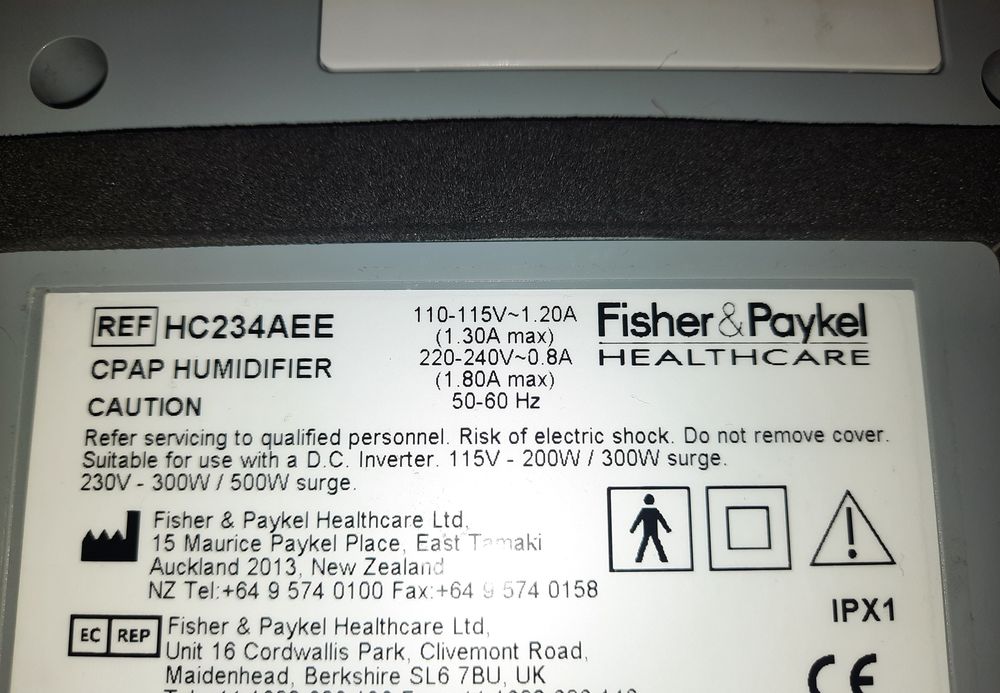 REF HC234AEE
CPAP HUMIDIFIER
CAUTION
110-115V~1.20A
(1.30A max)
220-240V~0.8A
(1.80A max)
50-60 Hz
Fisher & Paykel
HEALTHCARE
Refer servicing to qualified personnel. Risk of electric shock. Do not remove cover.
Suitable for use with a D.C. Inverter. 115V - 200W / 300W surge.
230V - 300W / 500W surge.
Fisher & Paykel Healthcare Ltd,
15 Maurice Paykel Place, East Tamaki
Auckland 2013, New Zealand
NZ Tel:+64 9 574 0100 Fax:+64 9 574 0158
IPX1
EC REP
Fisher & Paykel Healthcare Ltd,
Unit 16 Cordwallis Park, Clivemont Road,
Maidenhead, Berkshire SL6 7BU, UK
CE